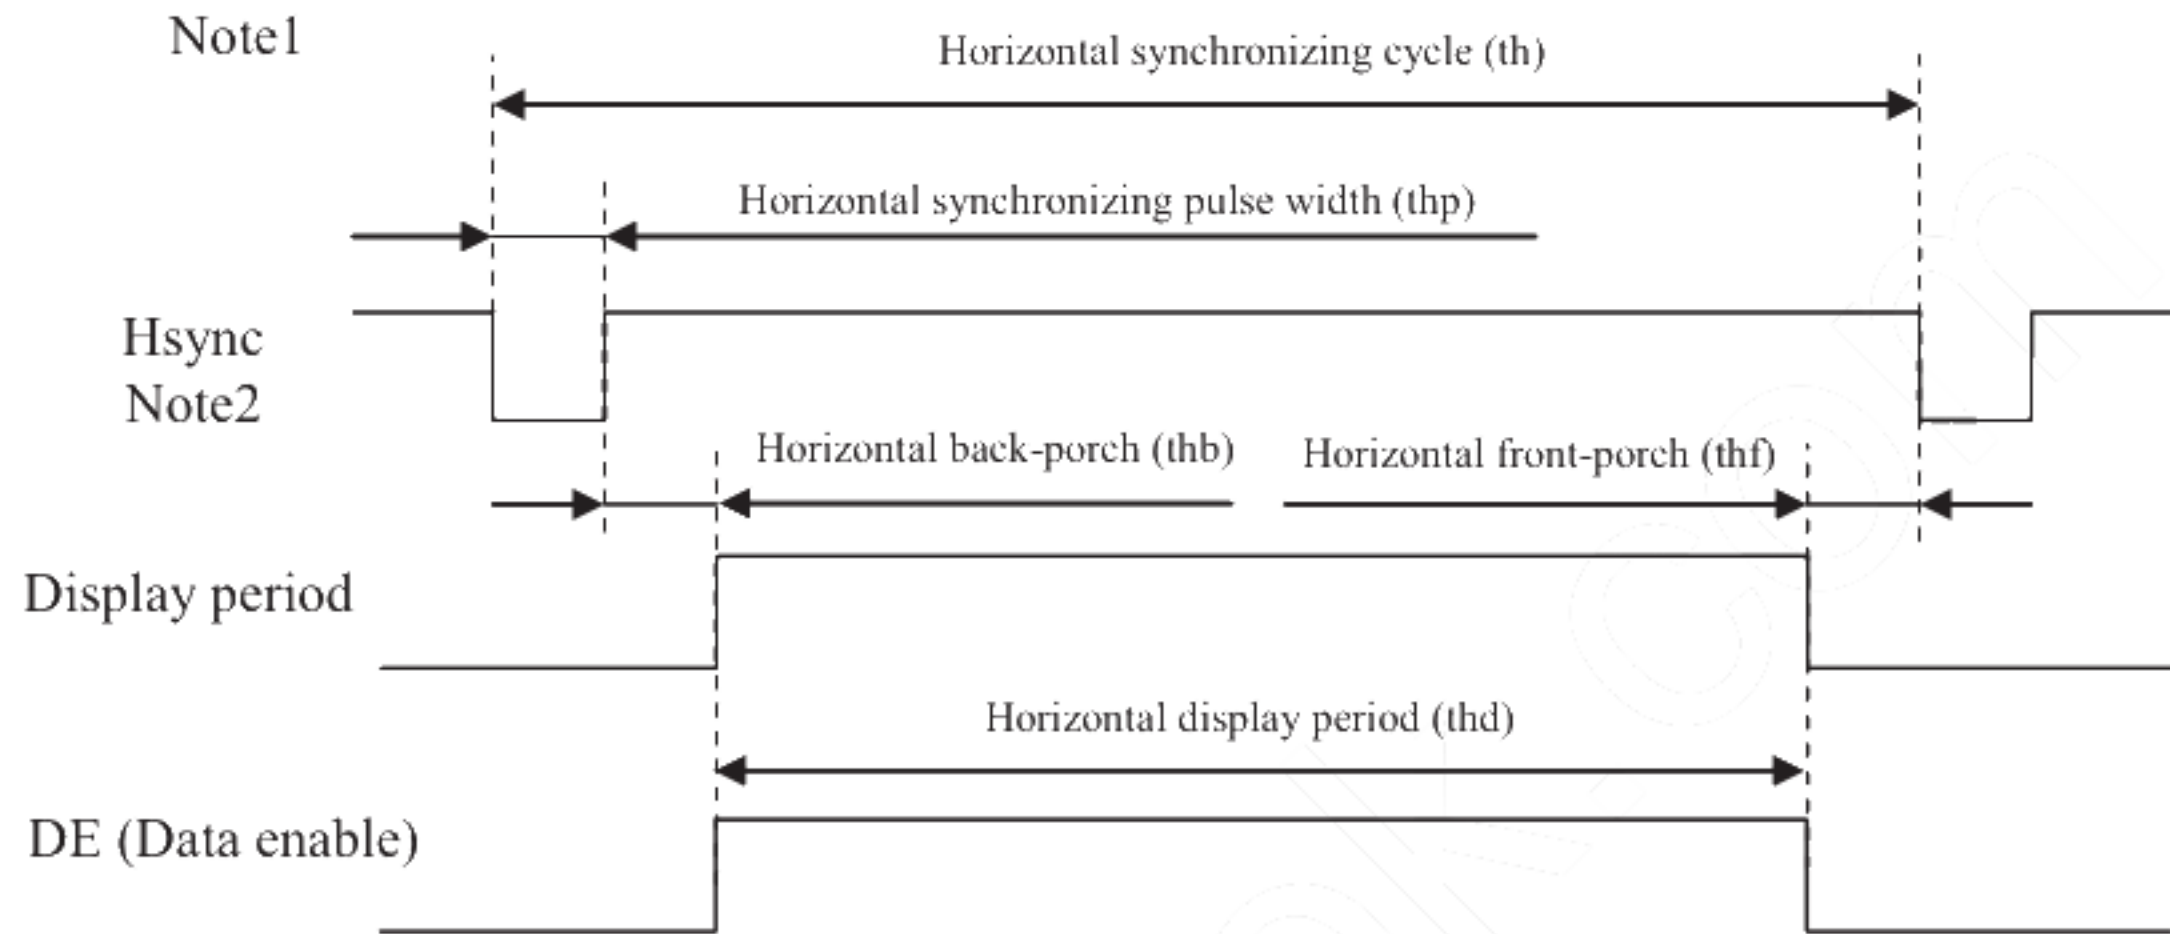 Note1
Horizontal synchronizing cycle (th)
Horizontal synchronizing pulse width (thp)
Hsync
Note2
Horizontal back-porch (thb)
Horizontal front-porch (thf)
Display period
Horizontal display period (thd)
DE (Data enable)